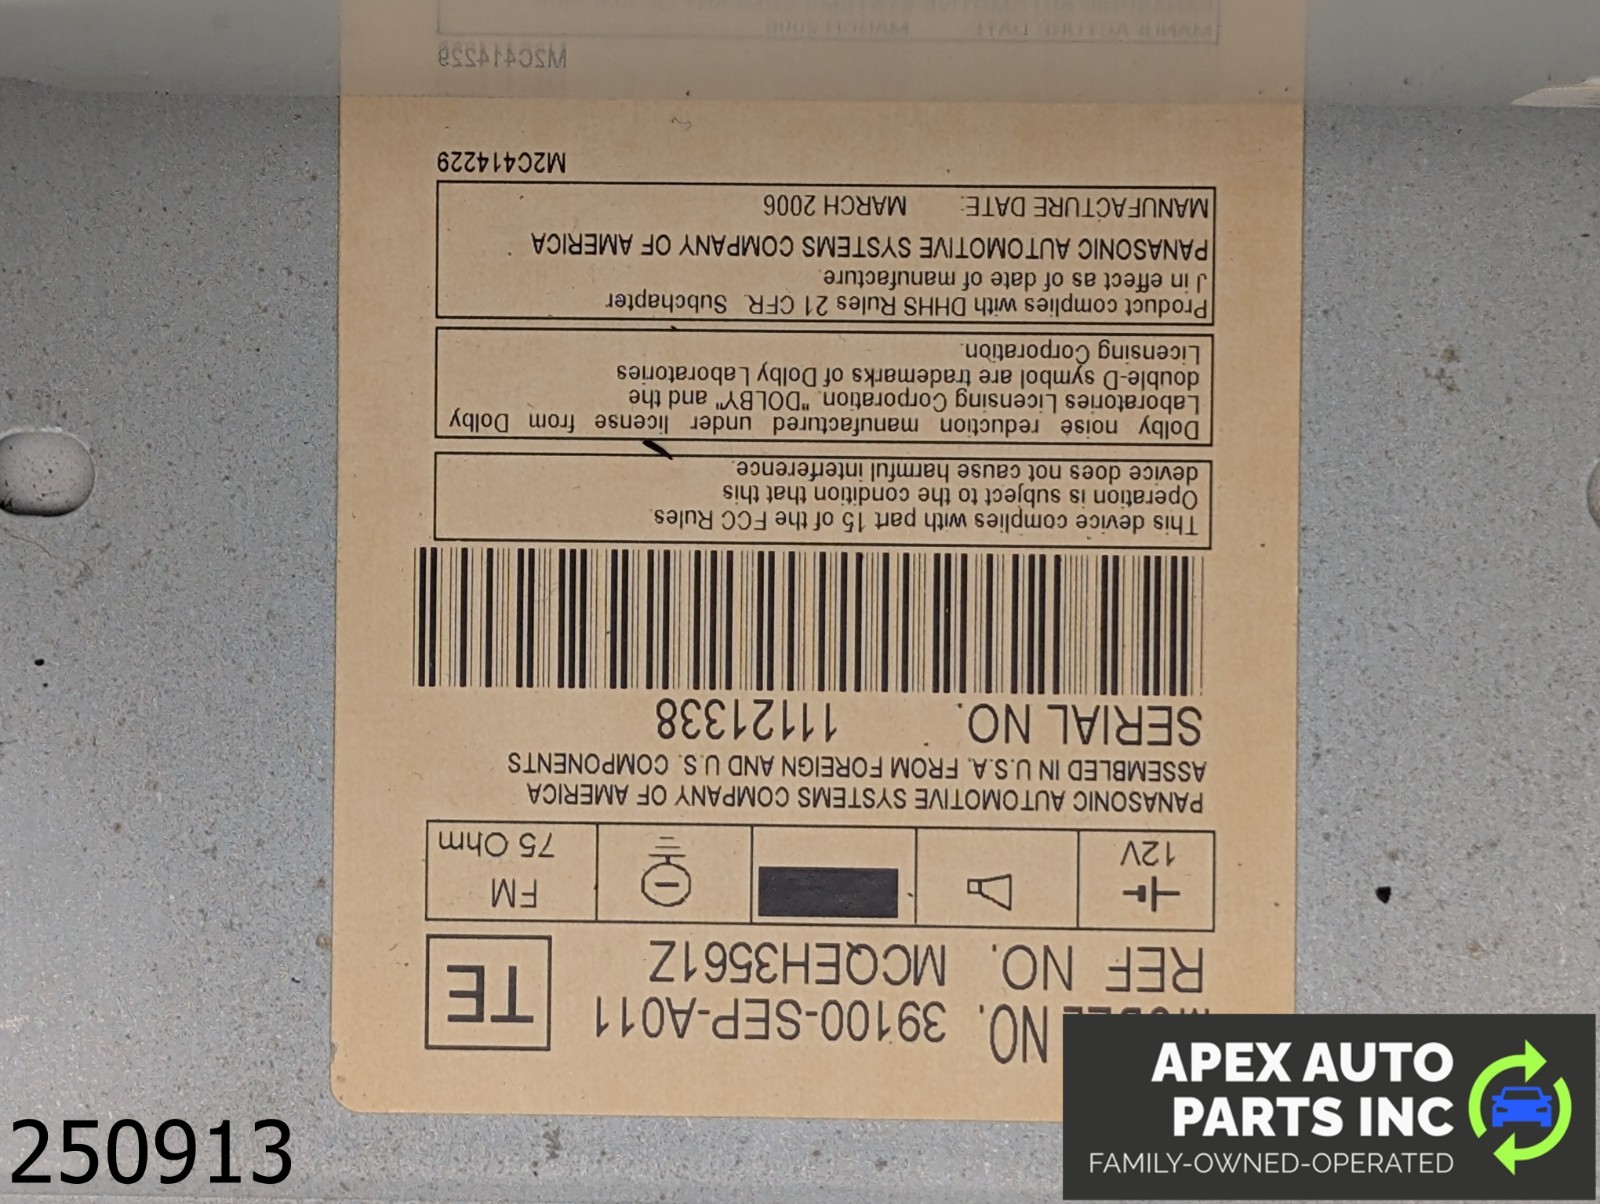 MODEL NO. 39100-SEP-A011
TE
REF NO. MCQEH3561Z
12V
FM
75 Ohm
PANASONIC AUTOMOTIVE SYSTEMS COMPANY OF AMERICA
ASSEMBLED IN U.S.A. FROM FOREIGN AND U.S. COMPONENTS
SERIAL NO. 11121338
This device complies with part 15 of the FCC Rules.
Operation is subject to the condition that this
device does not cause harmful interference.
Dolby noise reduction manufactured under license from Dolby
Laboratories Licensing Corporation. "DOLBY" and the
double-D symbol are trademarks of Dolby Laboratories
Licensing Corporation.
Product complies with DHHS Rules 21 CFR. Subchapter
J in effect as of date of manufacture.
PANASONIC AUTOMOTIVE SYSTEMS COMPANY OF AMERICA
MANUFACTURE DATE: MARCH 2006
M2C414229
M2C414229
MANUFACTURE DATE: MARCH 2006
250913
APEX AUTO
PARTS INC
FAMILY-OWNED-OPERATED